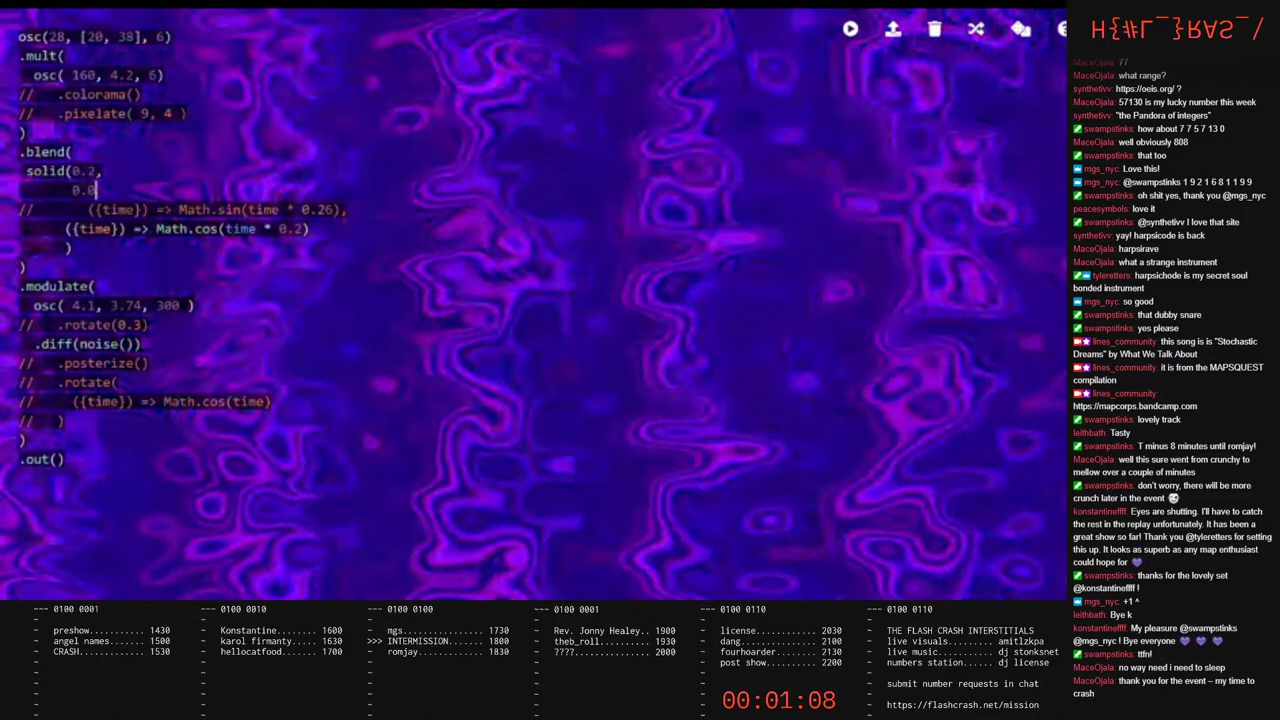 osc(28, [20, 38], 6)
.mult(
osc( 160, 4.2, 6)
// .colorama()
// .pixelate( 9, 4 )
)
.blend(
solid(0.2,
0.0
// ({time}) => Math.sin(time * 0.26),
({time}) => Math.cos(time * 0.2)
)
)
.modulate(
osc( 4.1, 3.74, 300 )
// .rotate(0.3)
.diff(noise())
// .posterize()
// .rotate(
// ({time}) => Math.cos(time)
// )
)
.out()
MaceOjala: 77
MaceOjala: what range?
synthetivv: https://oeis.org/ ?
MaceOjala: 57130 is my lucky number this week
synthetivv: "the Pandora of integers"
swampstinks: how about 7 7 5 7 13 0
MaceOjala: well obviously 808
swampstinks: that too
mgs_nyc: Love this!
mgs_nyc: @swampstinks 1 9 2 1 6 8 1 1 9 9
swampstinks: oh shit yes, thank you @mgs_nyc
peacesymbols: love it
swampstinks: @synthetivv I love that site
synthetivv: yay! harpsicode is back
MaceOjala: harpsirave
MaceOjala: what a strange instrument
tyleretters: harpsichode is my secret soul
bonded instrument
mgs_nyc: so good
swampstinks: that dubby snare
swampstinks: yes please
lines_community: this song is is "Stochastic
Dreams" by What We Talk About
lines_community: it is from the MAPSQUEST
compilation
lines_community:
https://mapcorps.bandcamp.com
swampstinks: lovely track
leithbath: Tasty
swampstinks: T minus 8 minutes until romjay!
MaceOjala: well this sure went from crunchy to
mellow over a couple of minutes
swampstinks: don't worry, there will be more
crunch later in the event
konstantineffff: Eyes are shutting. I'll have to catch
the rest in the replay unfortunately. It has been a
great show so far! Thank you @tyleretters for setting
this up. It looks as superb as any map enthusiast
could hope for
swampstinks: thanks for the lovely set
@konstantineffff !
mgs_nyc: +1 ^
leithbath: Bye k
konstantineffff: My pleasure @swampstinks
@mgs_nyc ! Bye everyone
swampstinks: ttfn!
MaceOjala: no way need i need to sleep
MaceOjala: thank you for the event – my time to
crash
~~~ 0100 0001
preshow........... 1430
angel names....... 1500
CRASH............. 1530
~~~ 0100 0010
Konstantine....... 1600
karol firmanty.... 1630
hellocatfood...... 1700
~~~ 0100 0100
mgs............... 1730
>>> INTERMISSION...... 1800
romjay............ 1830
~~~ 0100 0001
Rev. Jonny Healey.. 1900
theb_roll......... 1930
????.............. 2000
~~~ 0100 0110
license........... 2030
dang.............. 2100
fourhoarder....... 2130
post show......... 2200
00:01:08
~~~ 0100 0110
THE FLASH CRASH INTERSTITIALS
live visuals...... amitlzkpa
live music..... dj stonksnet
numbers station...... dj license
submit number requests in chat
https://flashcrash.net/mission